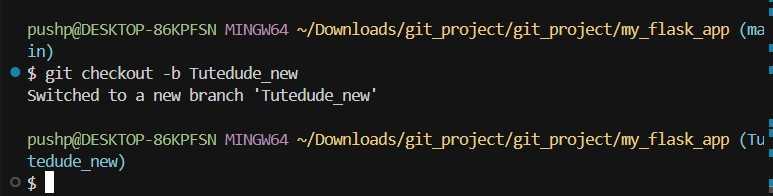 pushp@DESKTOP-86KPFSN MINGW64 ~/Downloads/git_project/git_project/my_flask_app (ma
in)
$ git checkout -b Tutedude_new
Switched to a new branch 'Tutedude_new'
pushp@DESKTOP-86KPFSN MINGW64 ~/Downloads/git_project/git_project/my_flask_app (Tu
tedude_new)
$